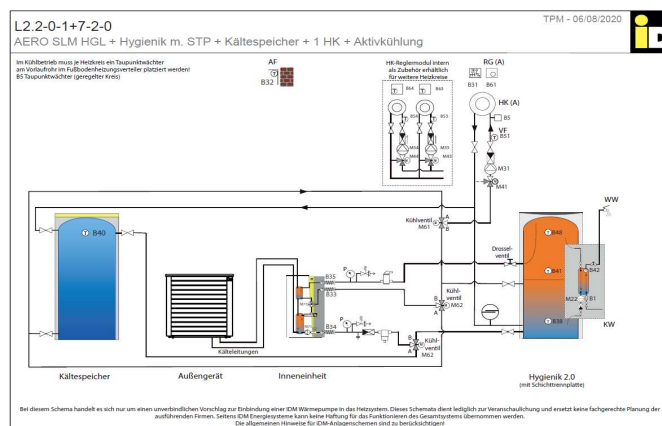 L2.2-0-1+7-2-0
TPM - 06/08/2020
AERO SLM HGL + Hygienik m. STP + Kältespeicher + 1 HK + Aktivkühlung
Im Kühlbetrieb muss je Heizkreis ein Taupunktwächter
am Vorlaufrohr im Fußbodenheizungsverteiler platziert werden!
B5 Taupunktwächter (geregelter Kreis)
AF
B32
HK-Reglermodul intern
als Zubehör erhältlich
für weitere Heizkreise
B64
B63
B54
B53
M34
M33
M44
M43
RG (A)
B31
B61
HK (A)
B5
VF
B51
M31
M41
Kühlventil
M61
A
B
WW
B40
B48
Drossel-
ventil
B41
B42
B35
B33
P
B
A
Kühl-
ventil
M62
M22
B1
B34
P
B
A
Kühl-
ventil
M62
B38
KW
Kälteleitungen
Kältespeicher
Außengerät
Inneneinheit
Hygienik 2.0
(mit Schichttrennplatte)
Bei diesem Schema handelt es sich nur um einen unverbindlichen Vorschlag zur Einbindung einer IDM Wärmepumpe in das Heizsystem. Dieses Schemata dient lediglich zur Veranschaulichung und ersetzt keine fachgerechte Planung der
ausführenden Firmen. Seitens IDM Energiesysteme kann keine Haftung für das Funktionieren des Gesamtsystems übernommen werden.
Die allgemeinen Hinweise für IDM-Anlagenschemen sind zu berücksichtigen!